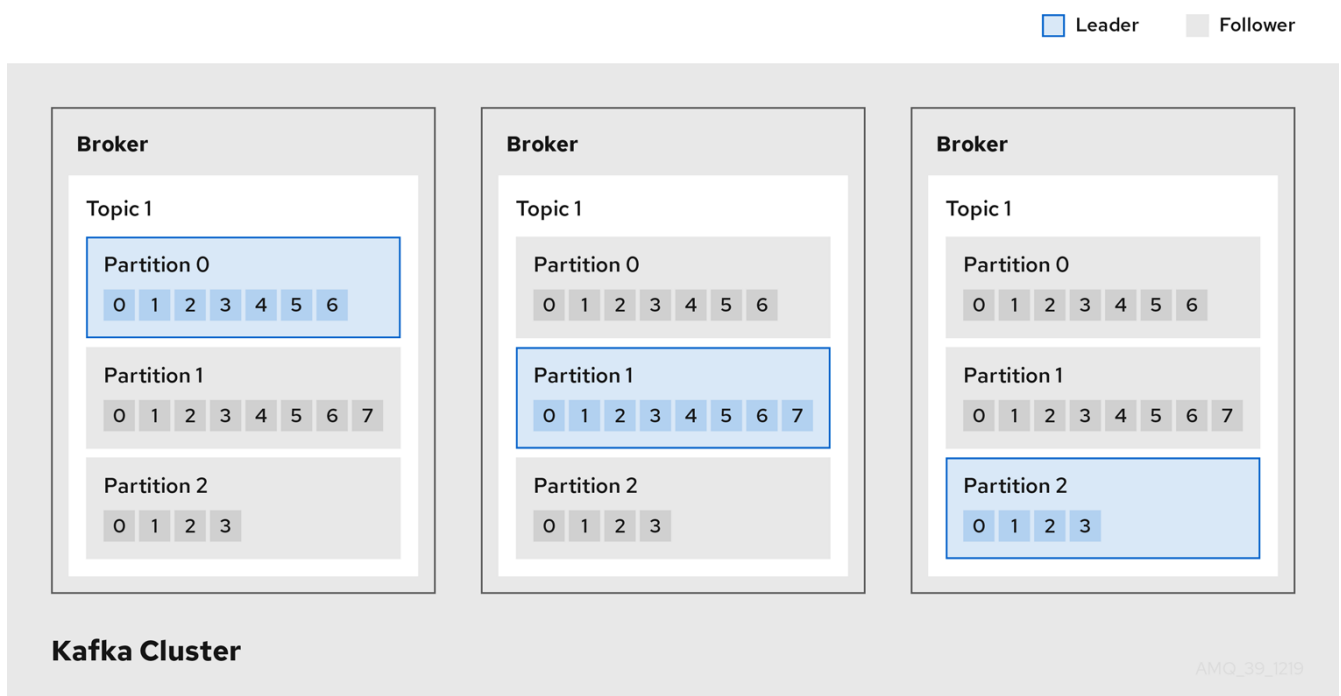 Leader Follower
Broker
Topic 1
Partition 0
0 1 2 3 4 5 6
Partition 1
0 1 2 3 4 5 6 7
Partition 2
0 1 2 3
Broker
Topic 1
Partition 0
0 1 2 3 4 5 6
Partition 1
0 1 2 3 4 5 6 7
Partition 2
0 1 2 3
Broker
Topic 1
Partition 0
0 1 2 3 4 5 6
Partition 1
0 1 2 3 4 5 6 7
Partition 2
0 1 2 3
Kafka Cluster
AMQ_39_1219